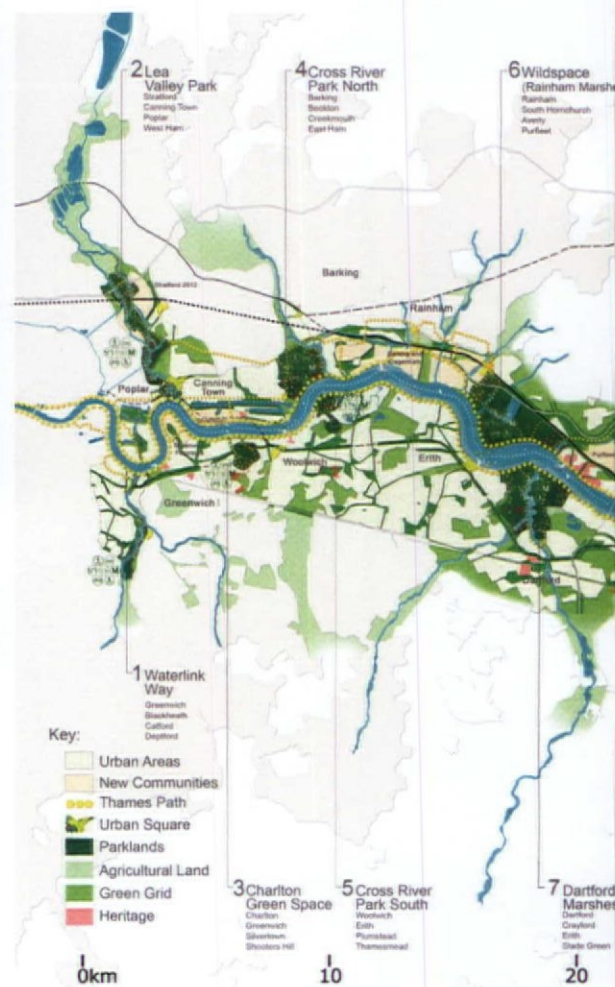 2 Lea
Valley Park
Stratford
Canning Town
Poplar
West Ham
4 Cross River
Park North
Barking
Beckton
Creekmouth
East Ham
6 Wildspace
(Rainham Marshe
Rainham
South Hornchurch
Averly
Purfleet
Stratford 2012
Barking
Rainham
Poplar
Canning
Town
Woolwich
Erith
Greenwich
1 Waterlink
Way
Greenwich
Blackheath
Catford
Deptford
Key:
Urban Areas
New Communities
Thames Path
Urban Square
Parklands
Agricultural Land
Green Grid
Heritage
3 Charlton
Green Space
Charlton
Greenwich
Silvertown
Shooters Hill
5 Cross River
Park South
Woolwich
Erith
Plumstead
Thamesmead
7 Dartford
Marshes
Dartford
Crayford
Erith
Slade Green
0km
10
20